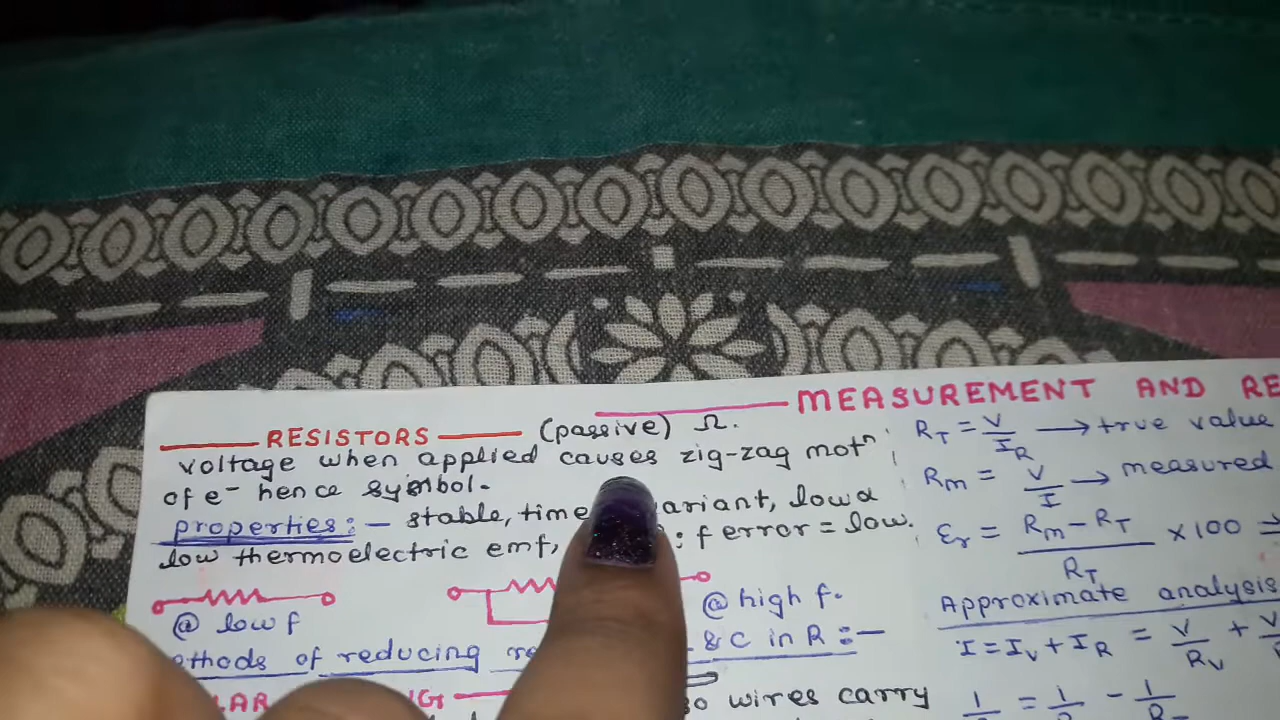 MEASUREMENT AND RE
RESISTORS (passive) Ω.
voltage when applied causes zig-zag motⁿ
of e⁻ hence symbol.
properties:- stable, time ariant, low α
low thermoelectric emf, : f error = low.
@ low f
@ high f.
ethods of reducing & C in R :-
wires carry
R_T = V/I_R → true value
R_m = V/I → measured
ε_r = (R_m - R_T)/R_T × 100 ⇒
Approximate analysis
I = I_V + I_R = V/R_V +